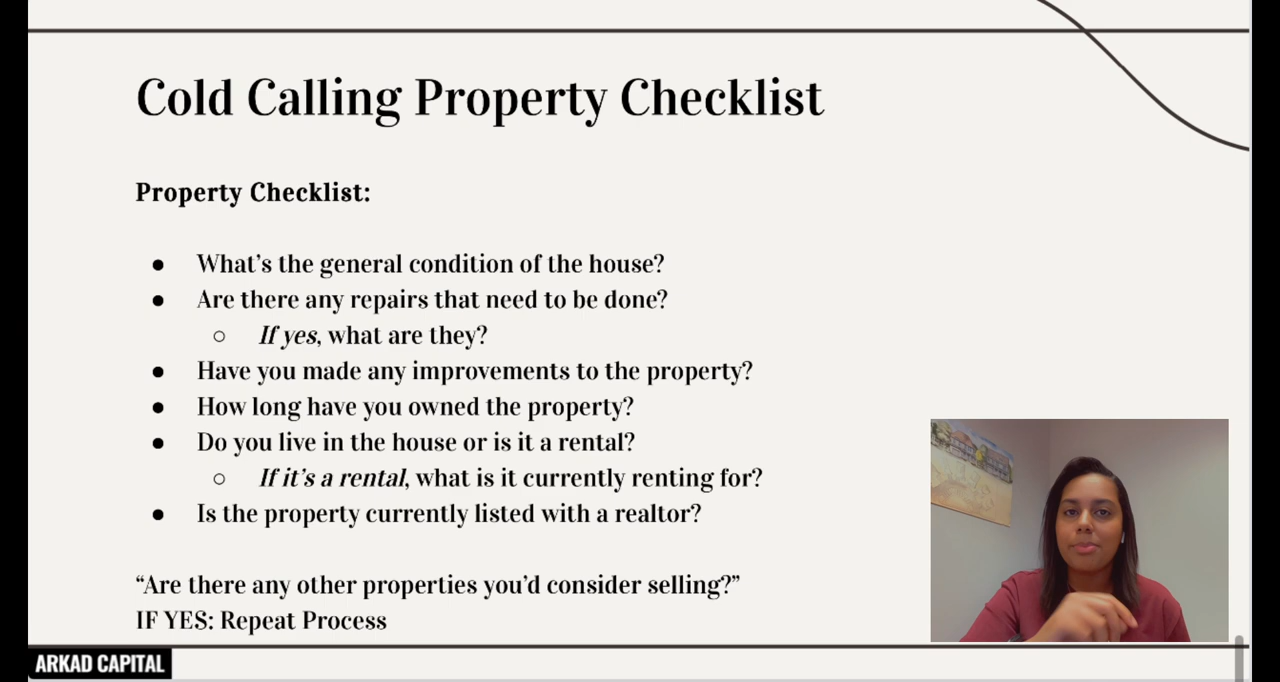 Cold Calling Property Checklist
Property Checklist:
● What's the general condition of the house?
● Are there any repairs that need to be done?
○ If yes, what are they?
● Have you made any improvements to the property?
● How long have you owned the property?
● Do you live in the house or is it a rental?
○ If it's a rental, what is it currently renting for?
● Is the property currently listed with a realtor?
“Are there any other properties you'd consider selling?”
IF YES: Repeat Process
ARKAD CAPITAL